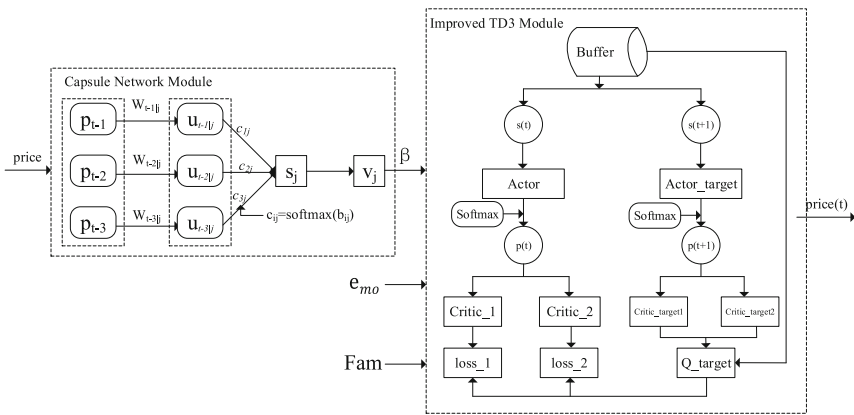 Improved TD3 Module
Buffer
Capsule Network Module
price
p_{t-1}
W_{t-1|j}
u_{t-1|j}
c_{1j}
p_{t-2}
W_{t-2|j}
u_{t-2|j}
c_{2j}
s_j
v_j
β
p_{t-3}
W_{t-3|j}
u_{t-3|j}
c_{3j}
c_{ij}=softmax(b_{ij})
e_{mo}
Fam
s(t)
s(t+1)
Actor
Actor_target
Softmax
Softmax
p(t)
p(t+1)
Critic_1
Critic_2
Critic_target1
Critic_target2
loss_1
loss_2
Q_target
price(t)